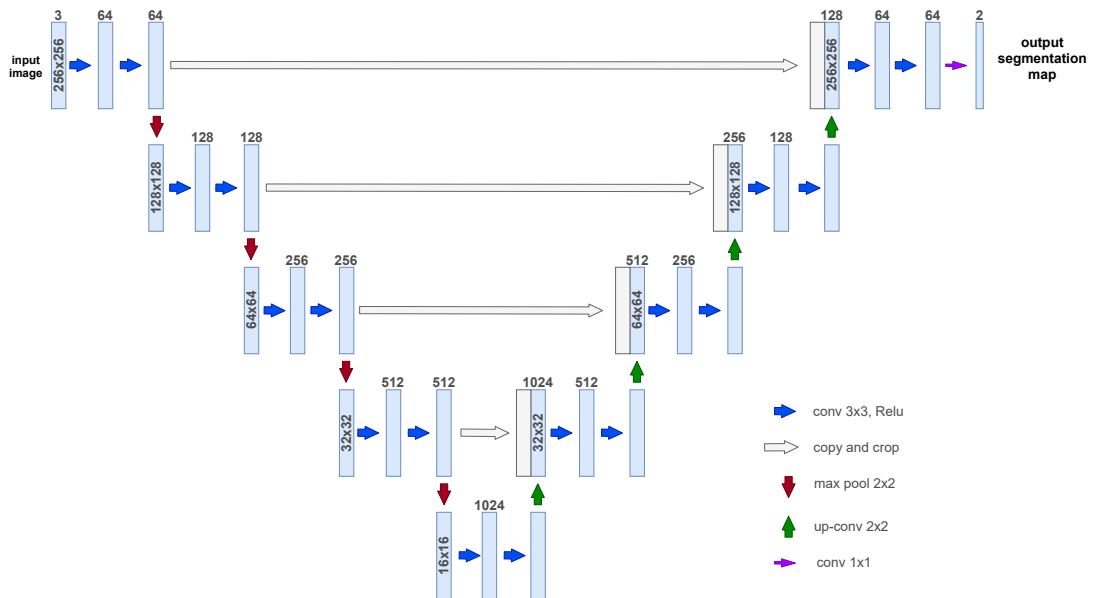 3
64
64
128
64
64
2
input
image
256x256
256x256
output
segmentation
map
128
128
256
128
128x128
128x128
256
256
512
256
64x64
64x64
512
512
1024
512
32x32
32x32
1024
16x16
conv 3x3, Relu
copy and crop
max pool 2x2
up-conv 2x2
conv 1x1